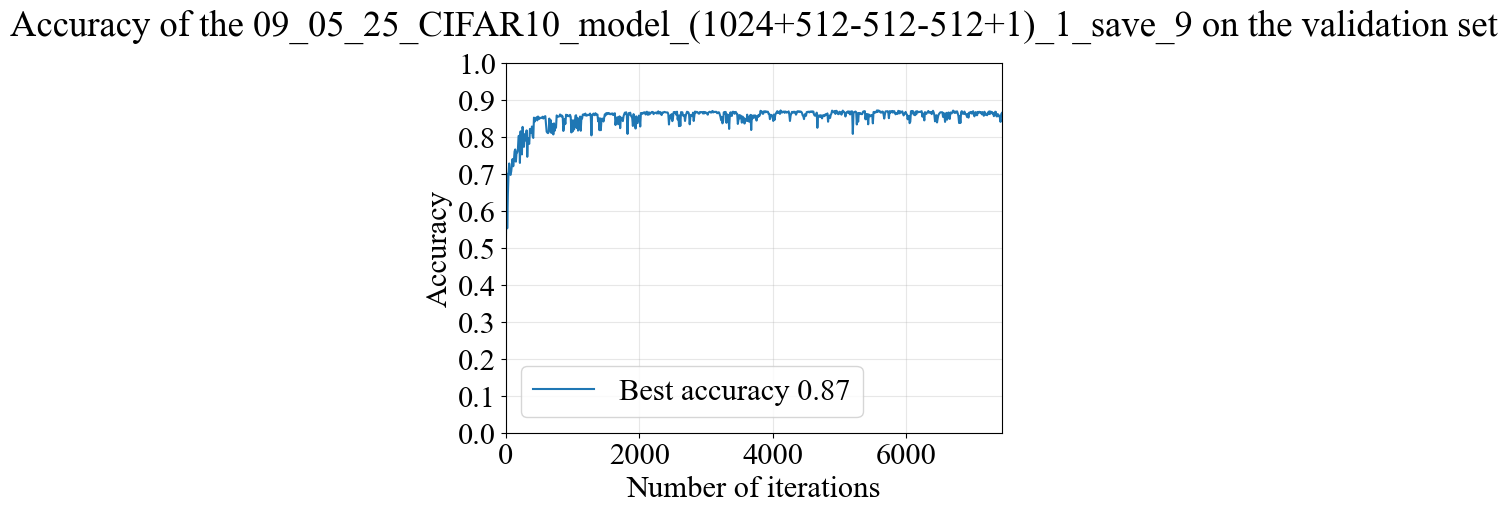 Accuracy of the 09_05_25_CIFAR10_model_(1024+512-512-512+1)_1_save_9 on the validation set
1.0
0.9
0.8
0.7
0.6
0.5
0.4
0.3
0.2
0.1
0.0
Accuracy
Best accuracy 0.87
0 2000 4000 6000
Number of iterations